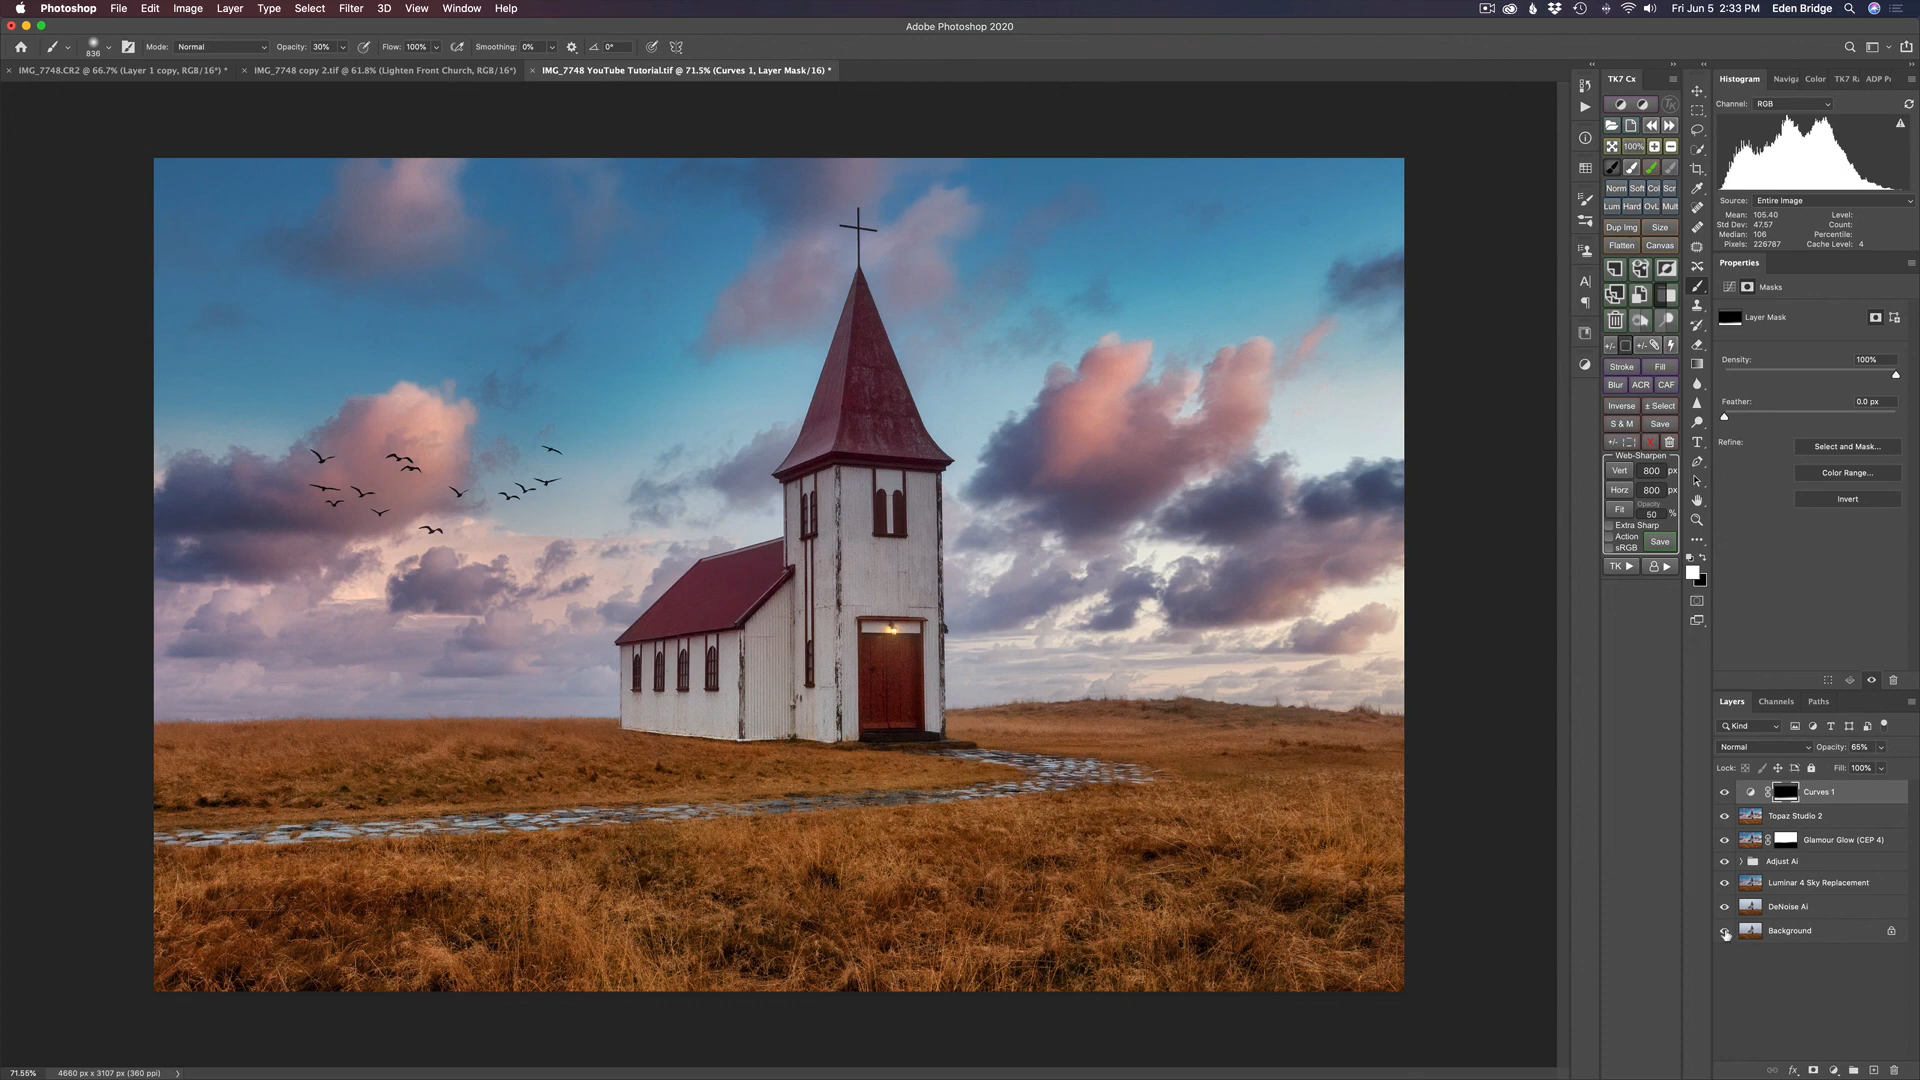 Photoshop File Edit Image Layer Type Select Filter 3D View Window Help Fri Jun 5 2:33 PM Eden Bridge
Adobe Photoshop 2020
836 Mode: Normal Opacity: 30% Flow: 100% Smoothing: 0% 0°
IMG_7748.CR2 @ 66.7% (Layer 1 copy, RGB/16*) * IMG_7748 copy 2.tif @ 61.8% (Lighten Front Church, RGB/16*) IMG_7748 YouTube Tutorial.tif @ 71.5% (Curves 1, Layer Mask/16) *
TK7 Cx
100%
Norm Soft Col Scr
Lum Hard OvL Mult
Dup Img Size
Flatten Canvas
+/- +/-
Stroke Fill
Blur ACR CAF
Inverse ± Select
S & M Save
+/-
Web-Sharpen
Vert 800 px
Horz 800 px
Fit Opacity 50 %
Extra Sharp
Action
sRGB Save
TK
Histogram Naviga Color TK7 R ADP P
Channel: RGB
Source: Entire Image
Mean: 105.40 Level:
Std Dev: 47.57 Count:
Median: 106 Percentile:
Pixels: 226787 Cache Level: 4
Properties
Masks
Layer Mask
Density: 100%
Feather: 0.0 px
Refine: Select and Mask...
Color Range...
Invert
Layers Channels Paths
Kind
Normal Opacity: 65%
Lock: Fill: 100%
Curves 1
Topaz Studio 2
Glamour Glow (CEP 4)
Adjust Ai
Luminar 4 Sky Replacement
DeNoise Ai
Background
71.55% 4660 px x 3107 px (360 ppi)